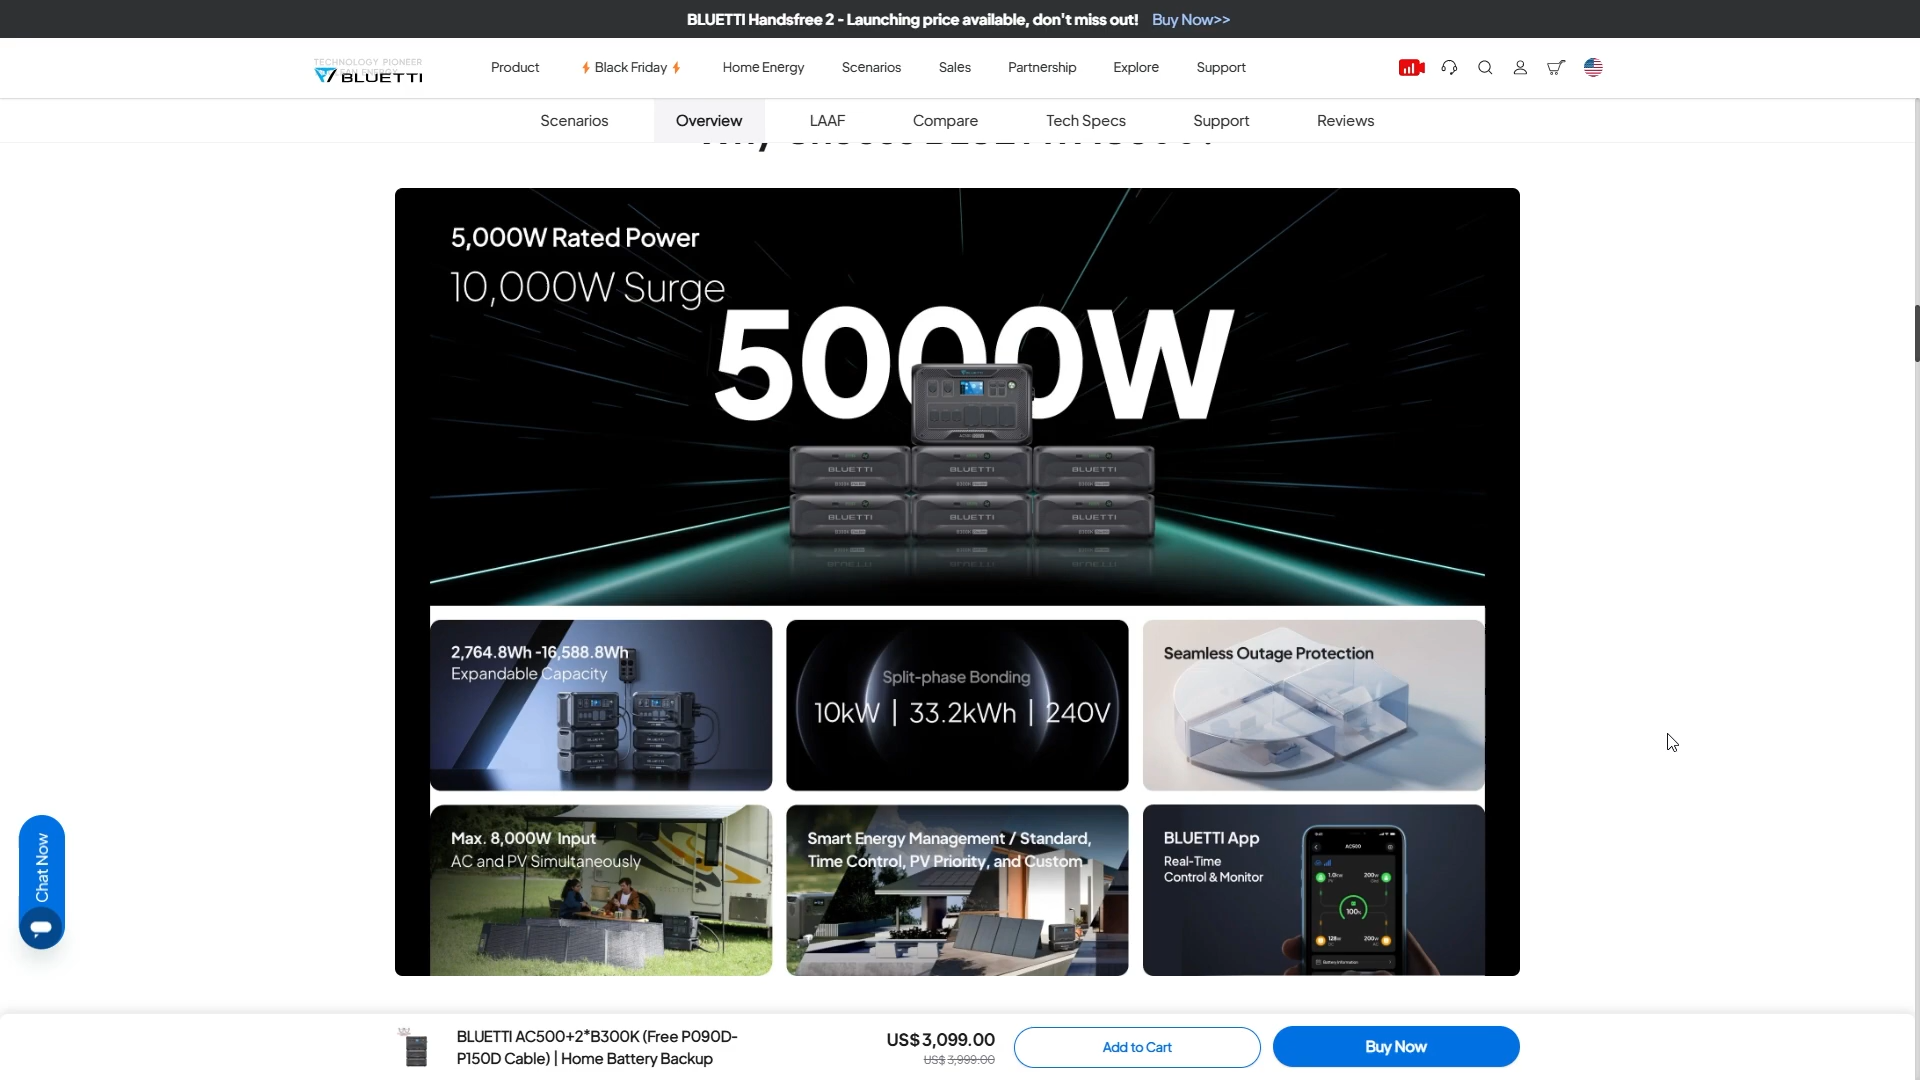 BLUETTI Handsfree 2 - Launching price available, don't miss out! Buy Now>>
TECHNOLOGY PIONEER
BLUETTI
Product
Black Friday
Home Energy
Scenarios
Sales
Partnership
Explore
Support
Scenarios
Overview
LAAF
Compare
Tech Specs
Support
Reviews
5,000W Rated Power
10,000W Surge
5000W
BLUETTI
BLUETTI BLUETTI BLUETTI
BLUETTI BLUETTI BLUETTI
2,764.8Wh -16,588.8Wh
Expandable Capacity
Split-phase Bonding
10kW | 33.2kWh | 240V
Seamless Outage Protection
Max. 8,000W Input
AC and PV Simultaneously
Smart Energy Management / Standard,
Time Control, PV Priority, and Custom
BLUETTI App
Real-Time
Control & Monitor
AC500
100%
Battery Information
Chat Now
BLUETTI AC500+2*B300K (Free P090D-
P150D Cable) | Home Battery Backup
US$3,099.00
US$3,999.00
Add to Cart
Buy Now